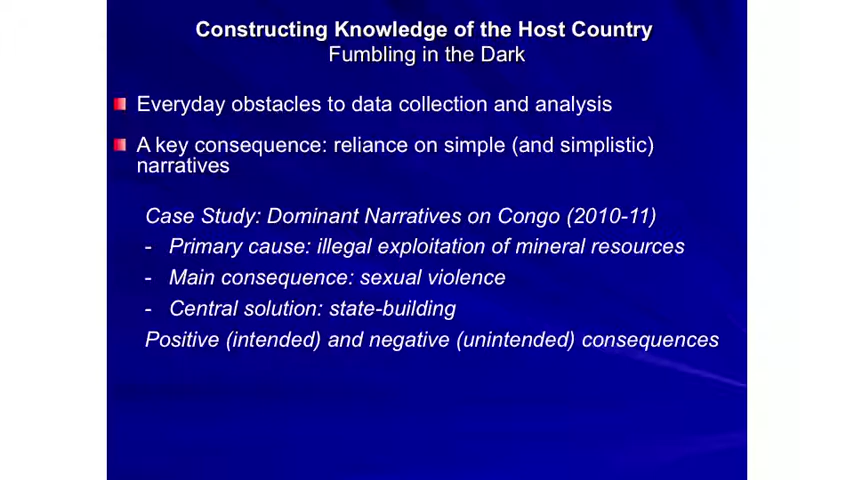 Constructing Knowledge of the Host Country
Fumbling in the Dark
Everyday obstacles to data collection and analysis
A key consequence: reliance on simple (and simplistic)
narratives
Case Study: Dominant Narratives on Congo (2010-11)
- Primary cause: illegal exploitation of mineral resources
- Main consequence: sexual violence
- Central solution: state-building
Positive (intended) and negative (unintended) consequences